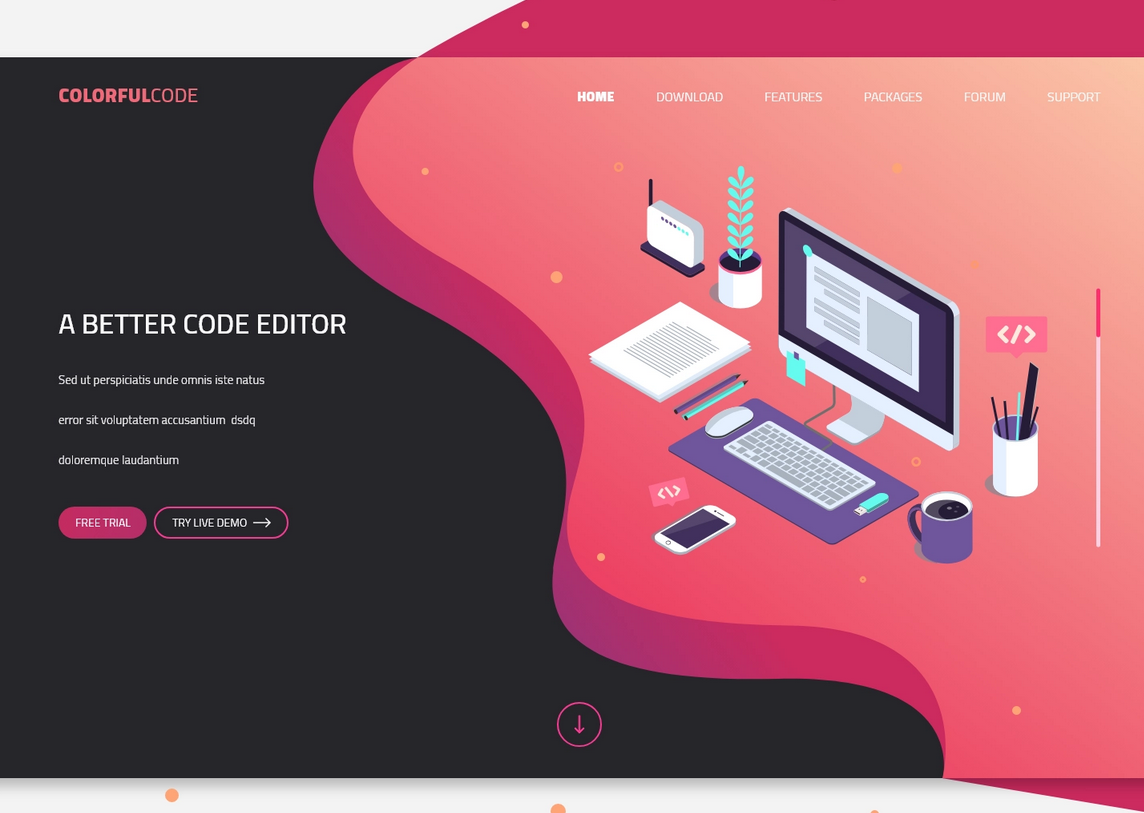 COLORFULCODE
HOME DOWNLOAD FEATURES PACKAGES FORUM SUPPORT
A BETTER CODE EDITOR
Sed ut perspiciatis unde omnis iste natus
error sit voluptatem accusantium dsdq
doloremque laudantium
FREE TRIAL
TRY LIVE DEMO
</>
</>